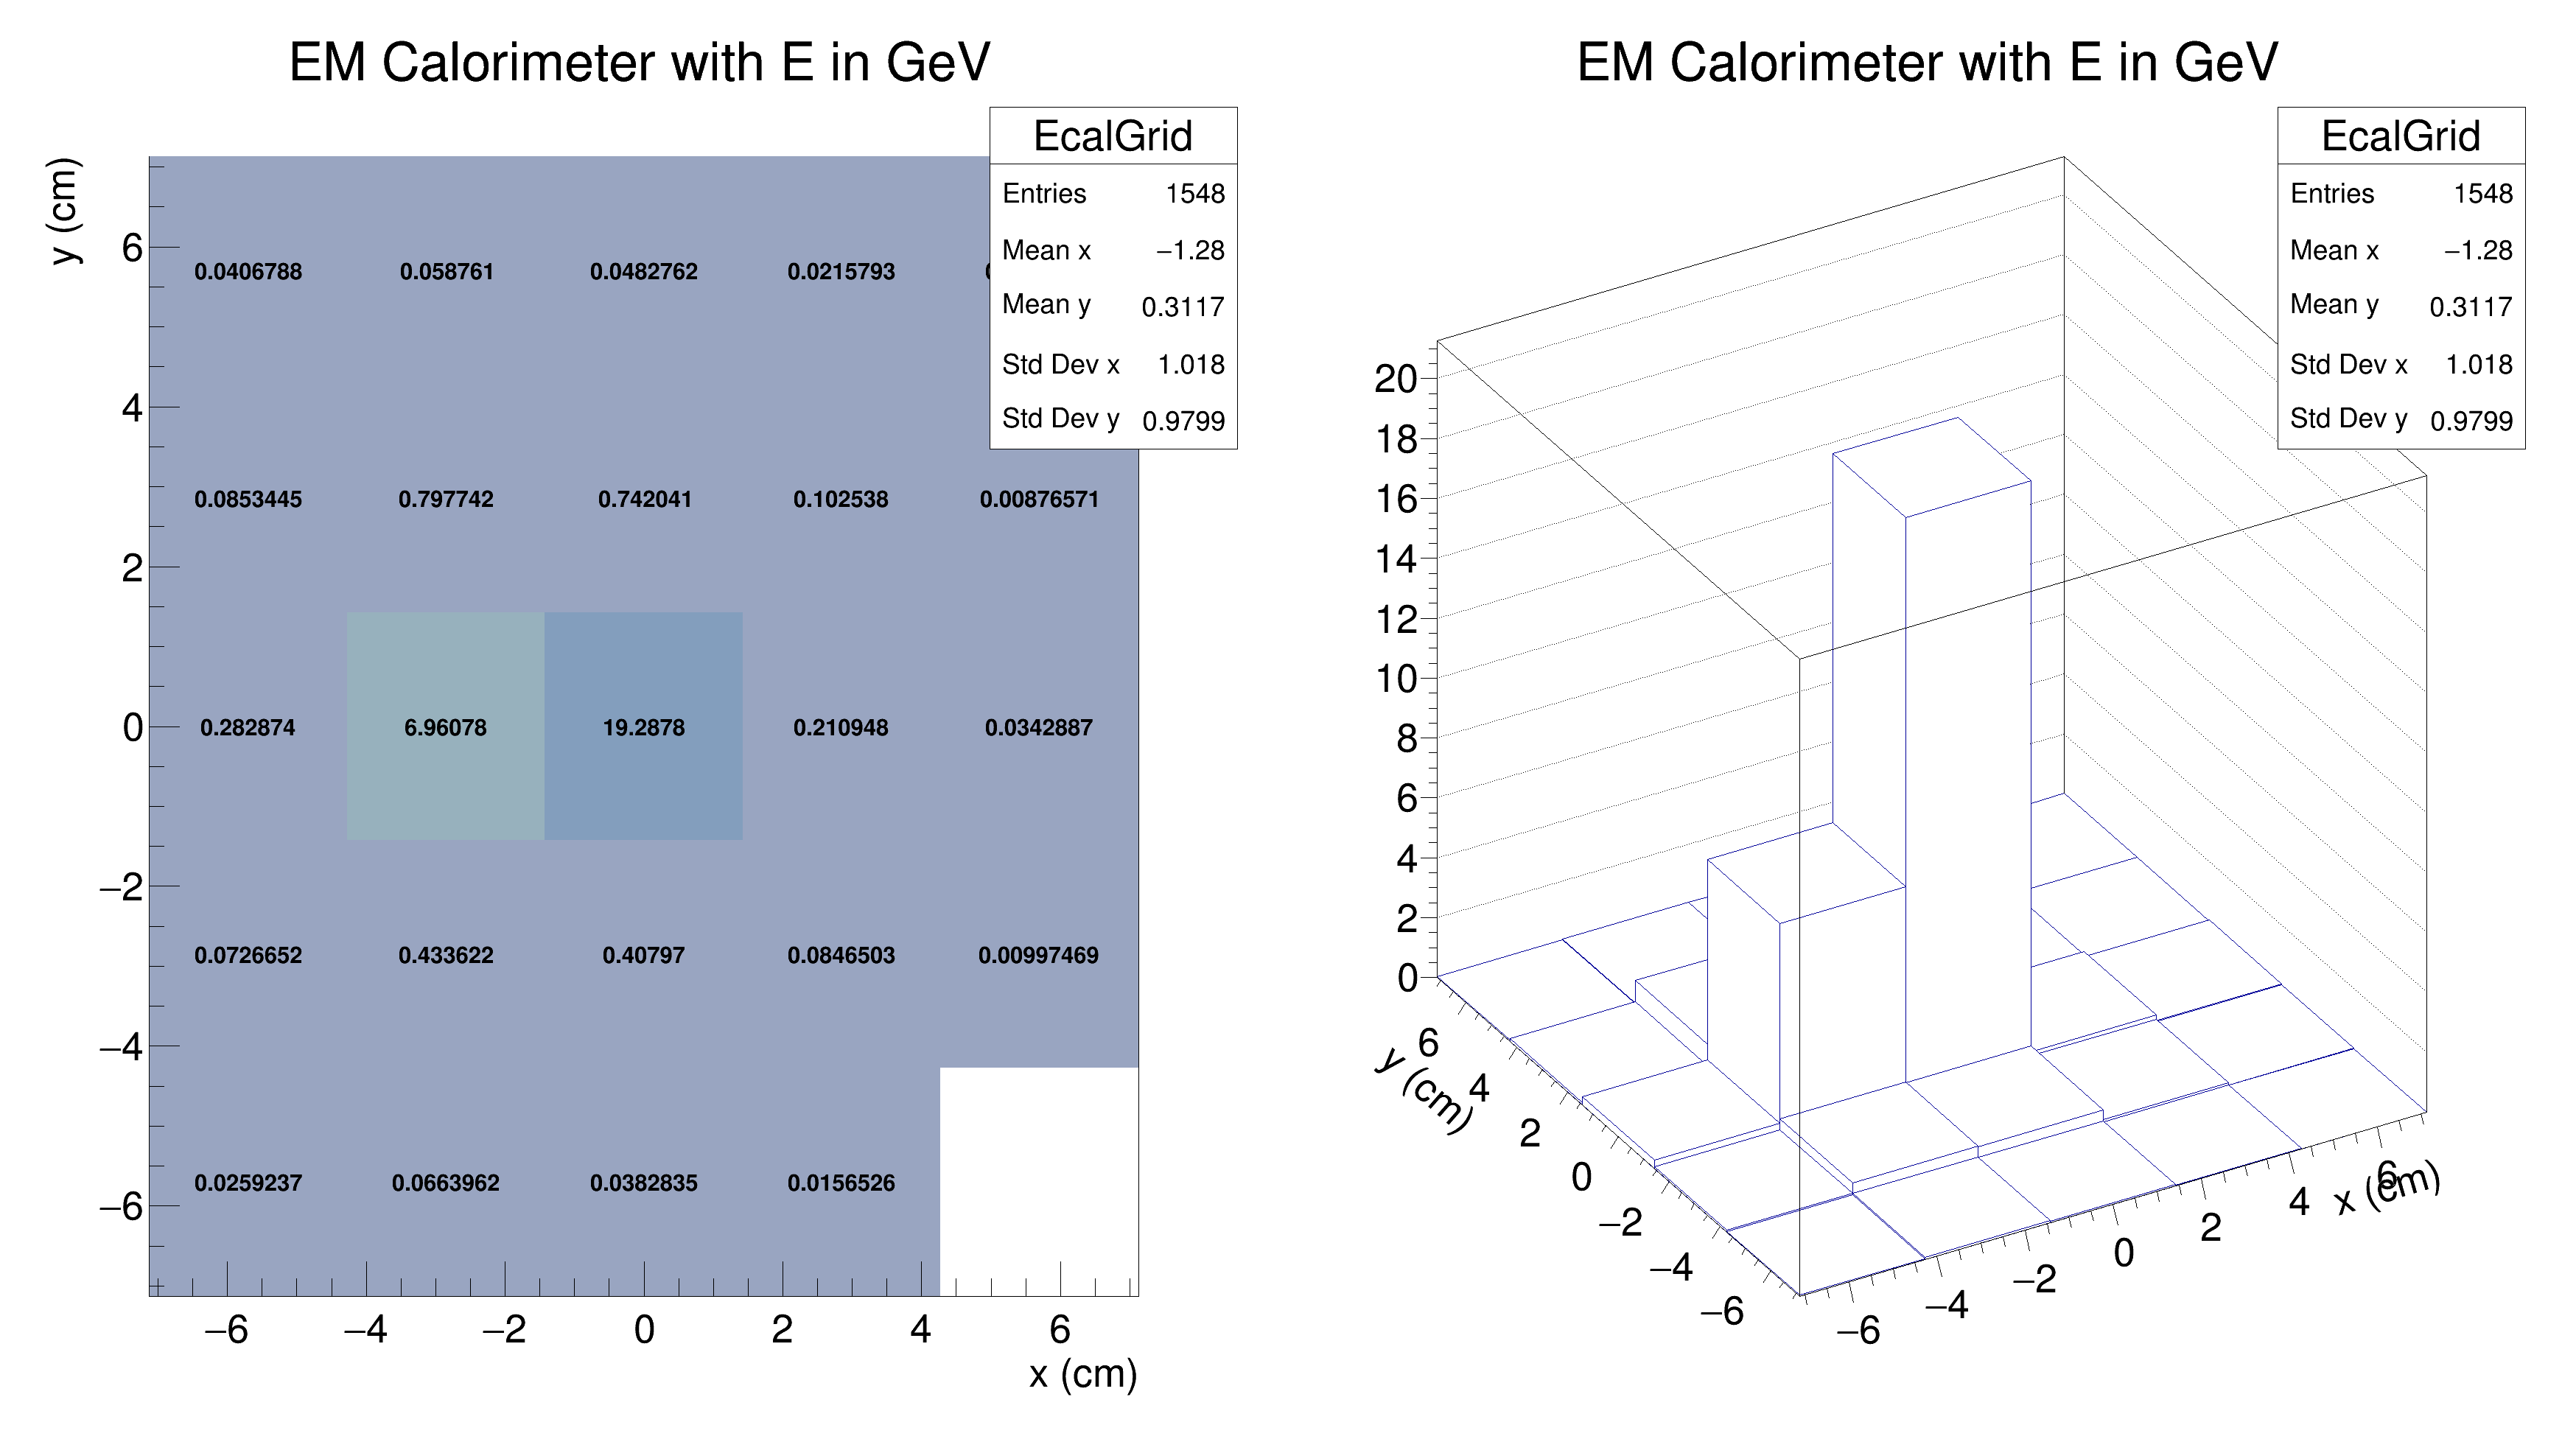 EM Calorimeter with E in GeV
EcalGrid
Entries 1548
Mean x −1.28
Mean y 0.3117
Std Dev x 1.018
Std Dev y 0.9799
y (cm)
6
4
2
0
−2
−4
−6
0.0406788 0.058761 0.0482762 0.0215793
0.0853445 0.797742 0.742041 0.102538 0.00876571
0.282874 6.96078 19.2878 0.210948 0.0342887
0.0726652 0.433622 0.40797 0.0846503 0.00997469
0.0259237 0.0663962 0.0382835 0.0156526
−6 −4 −2 0 2 4 6
x (cm)
EM Calorimeter with E in GeV
EcalGrid
Entries 1548
Mean x −1.28
Mean y 0.3117
Std Dev x 1.018
Std Dev y 0.9799
20
18
16
14
12
10
8
6
4
2
0
y (cm)
6
4
2
0
−2
−4
−6
−6 −4 −2 0 2 4 6
x (cm)